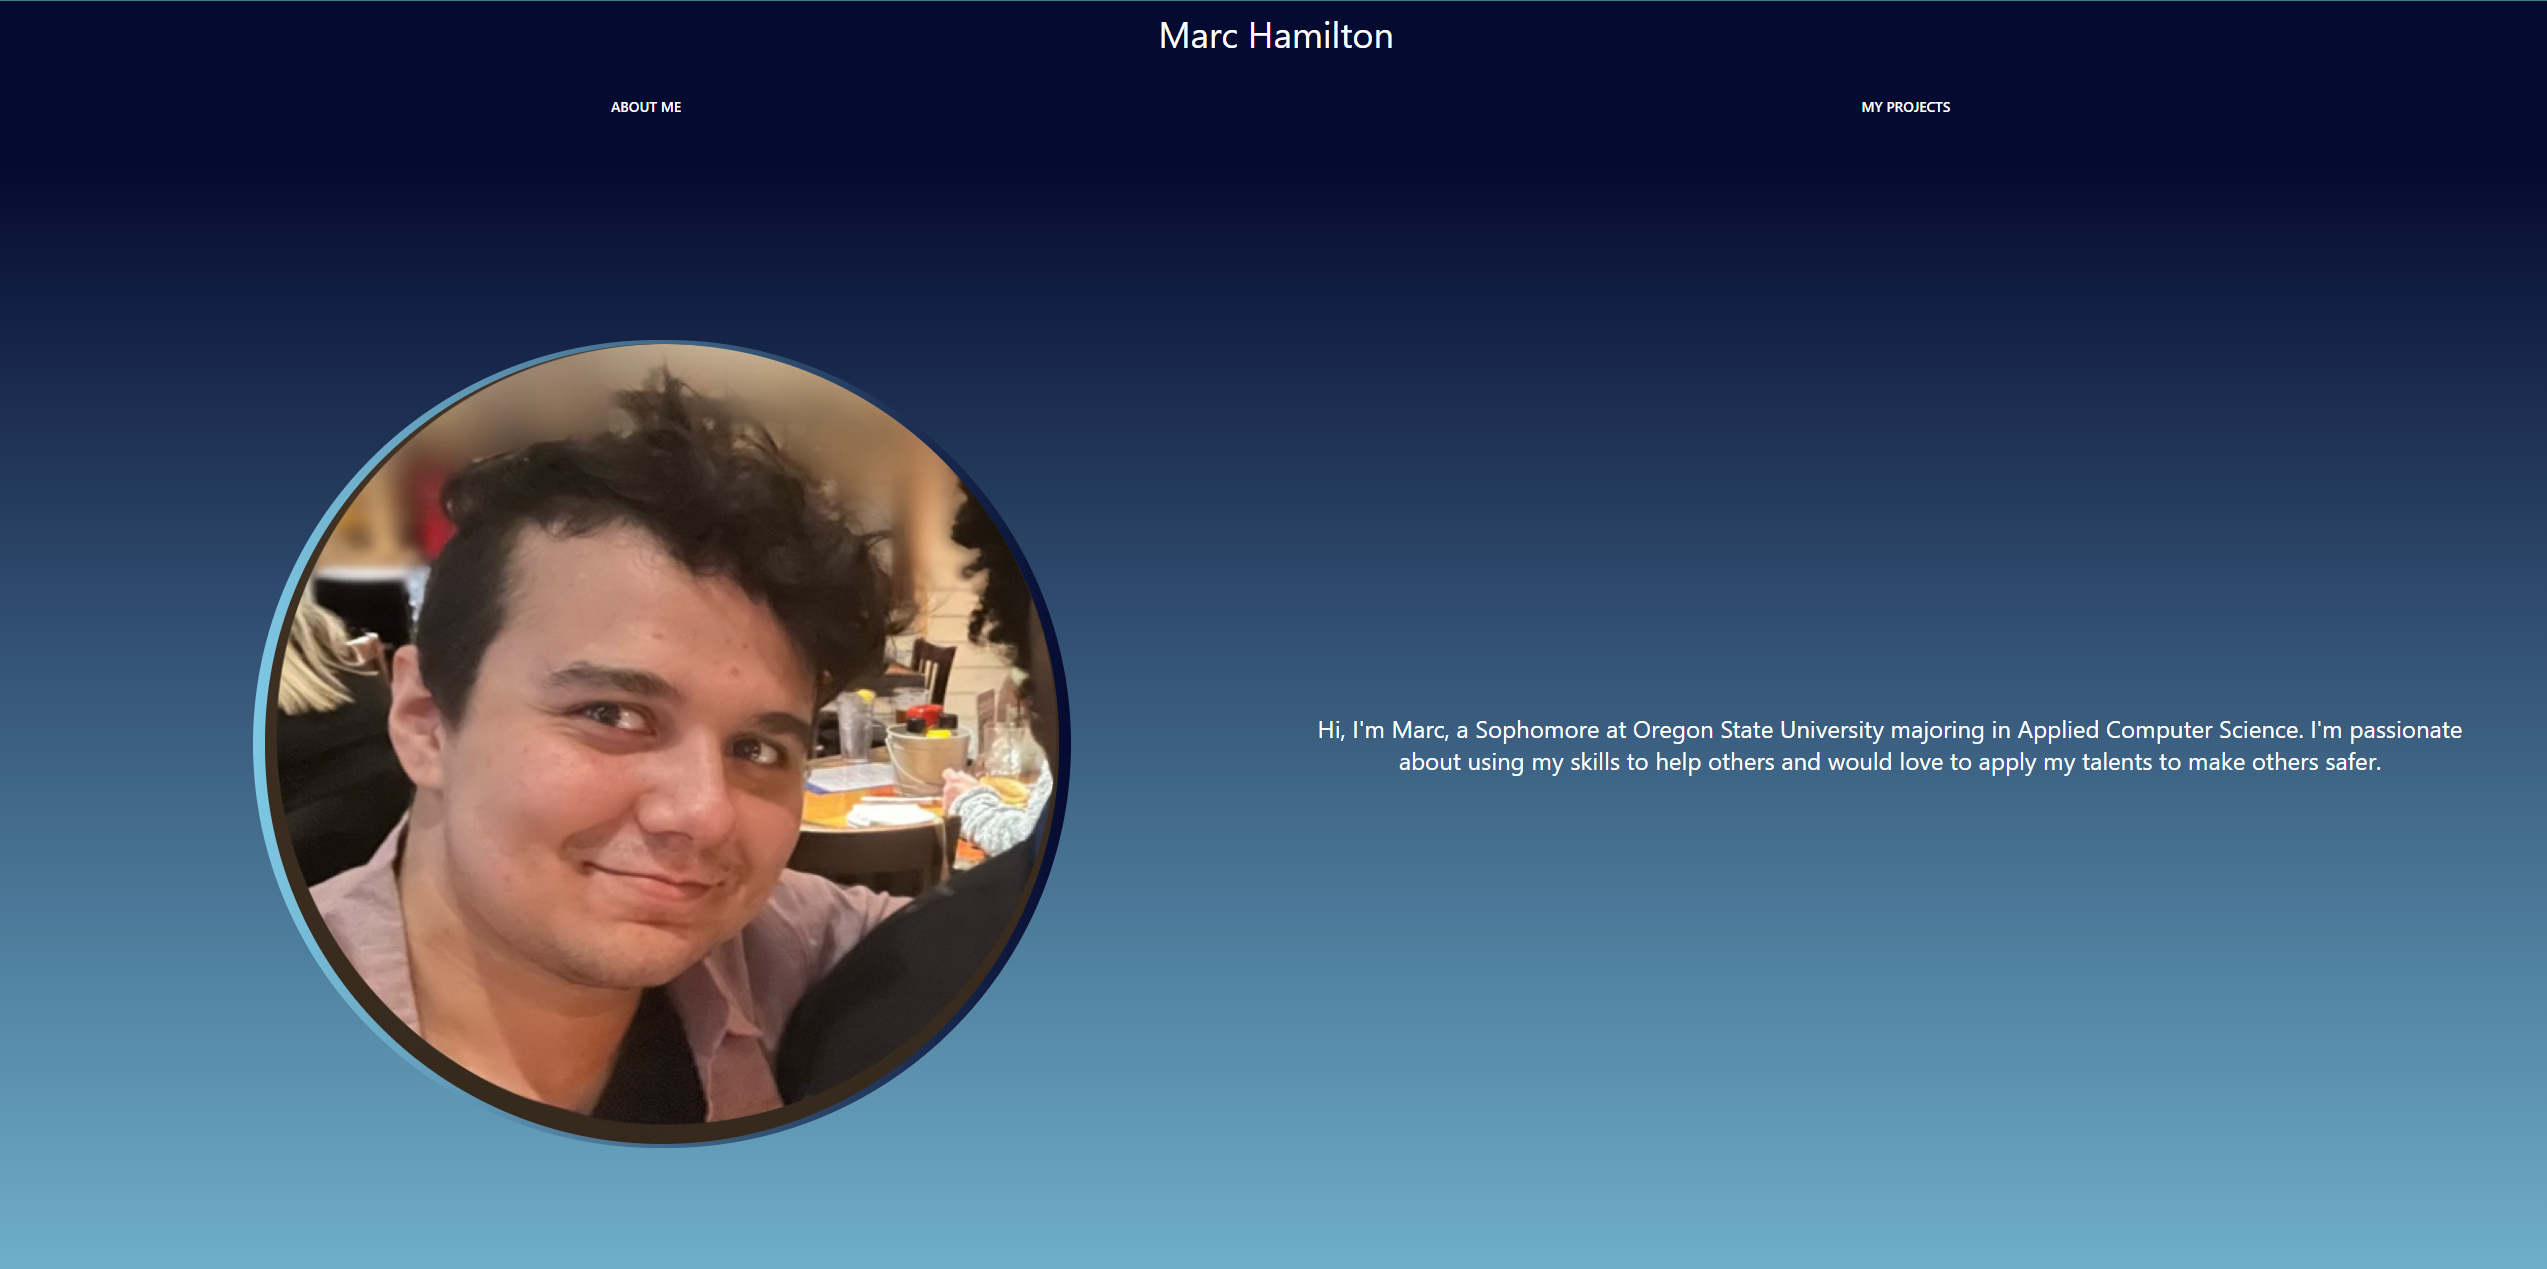 Marc Hamilton
ABOUT ME
MY PROJECTS
Hi, I'm Marc, a Sophomore at Oregon State University majoring in Applied Computer Science. I'm passionate
about using my skills to help others and would love to apply my talents to make others safer.